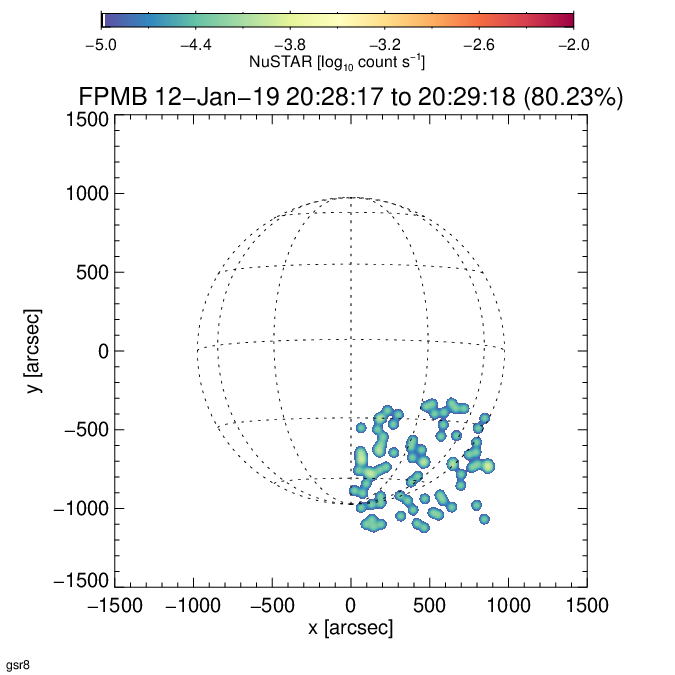 −5.0 −4.4 −3.8 −3.2 −2.6 −2.0
NuSTAR [log10 count s−1]
FPMB 12−Jan−19 20:28:17 to 20:29:18 (80.23%)
1500
1000
500
0
−500
−1000
−1500
y [arcsec]
−1500 −1000 −500 0 500 1000 1500
x [arcsec]
gsr8